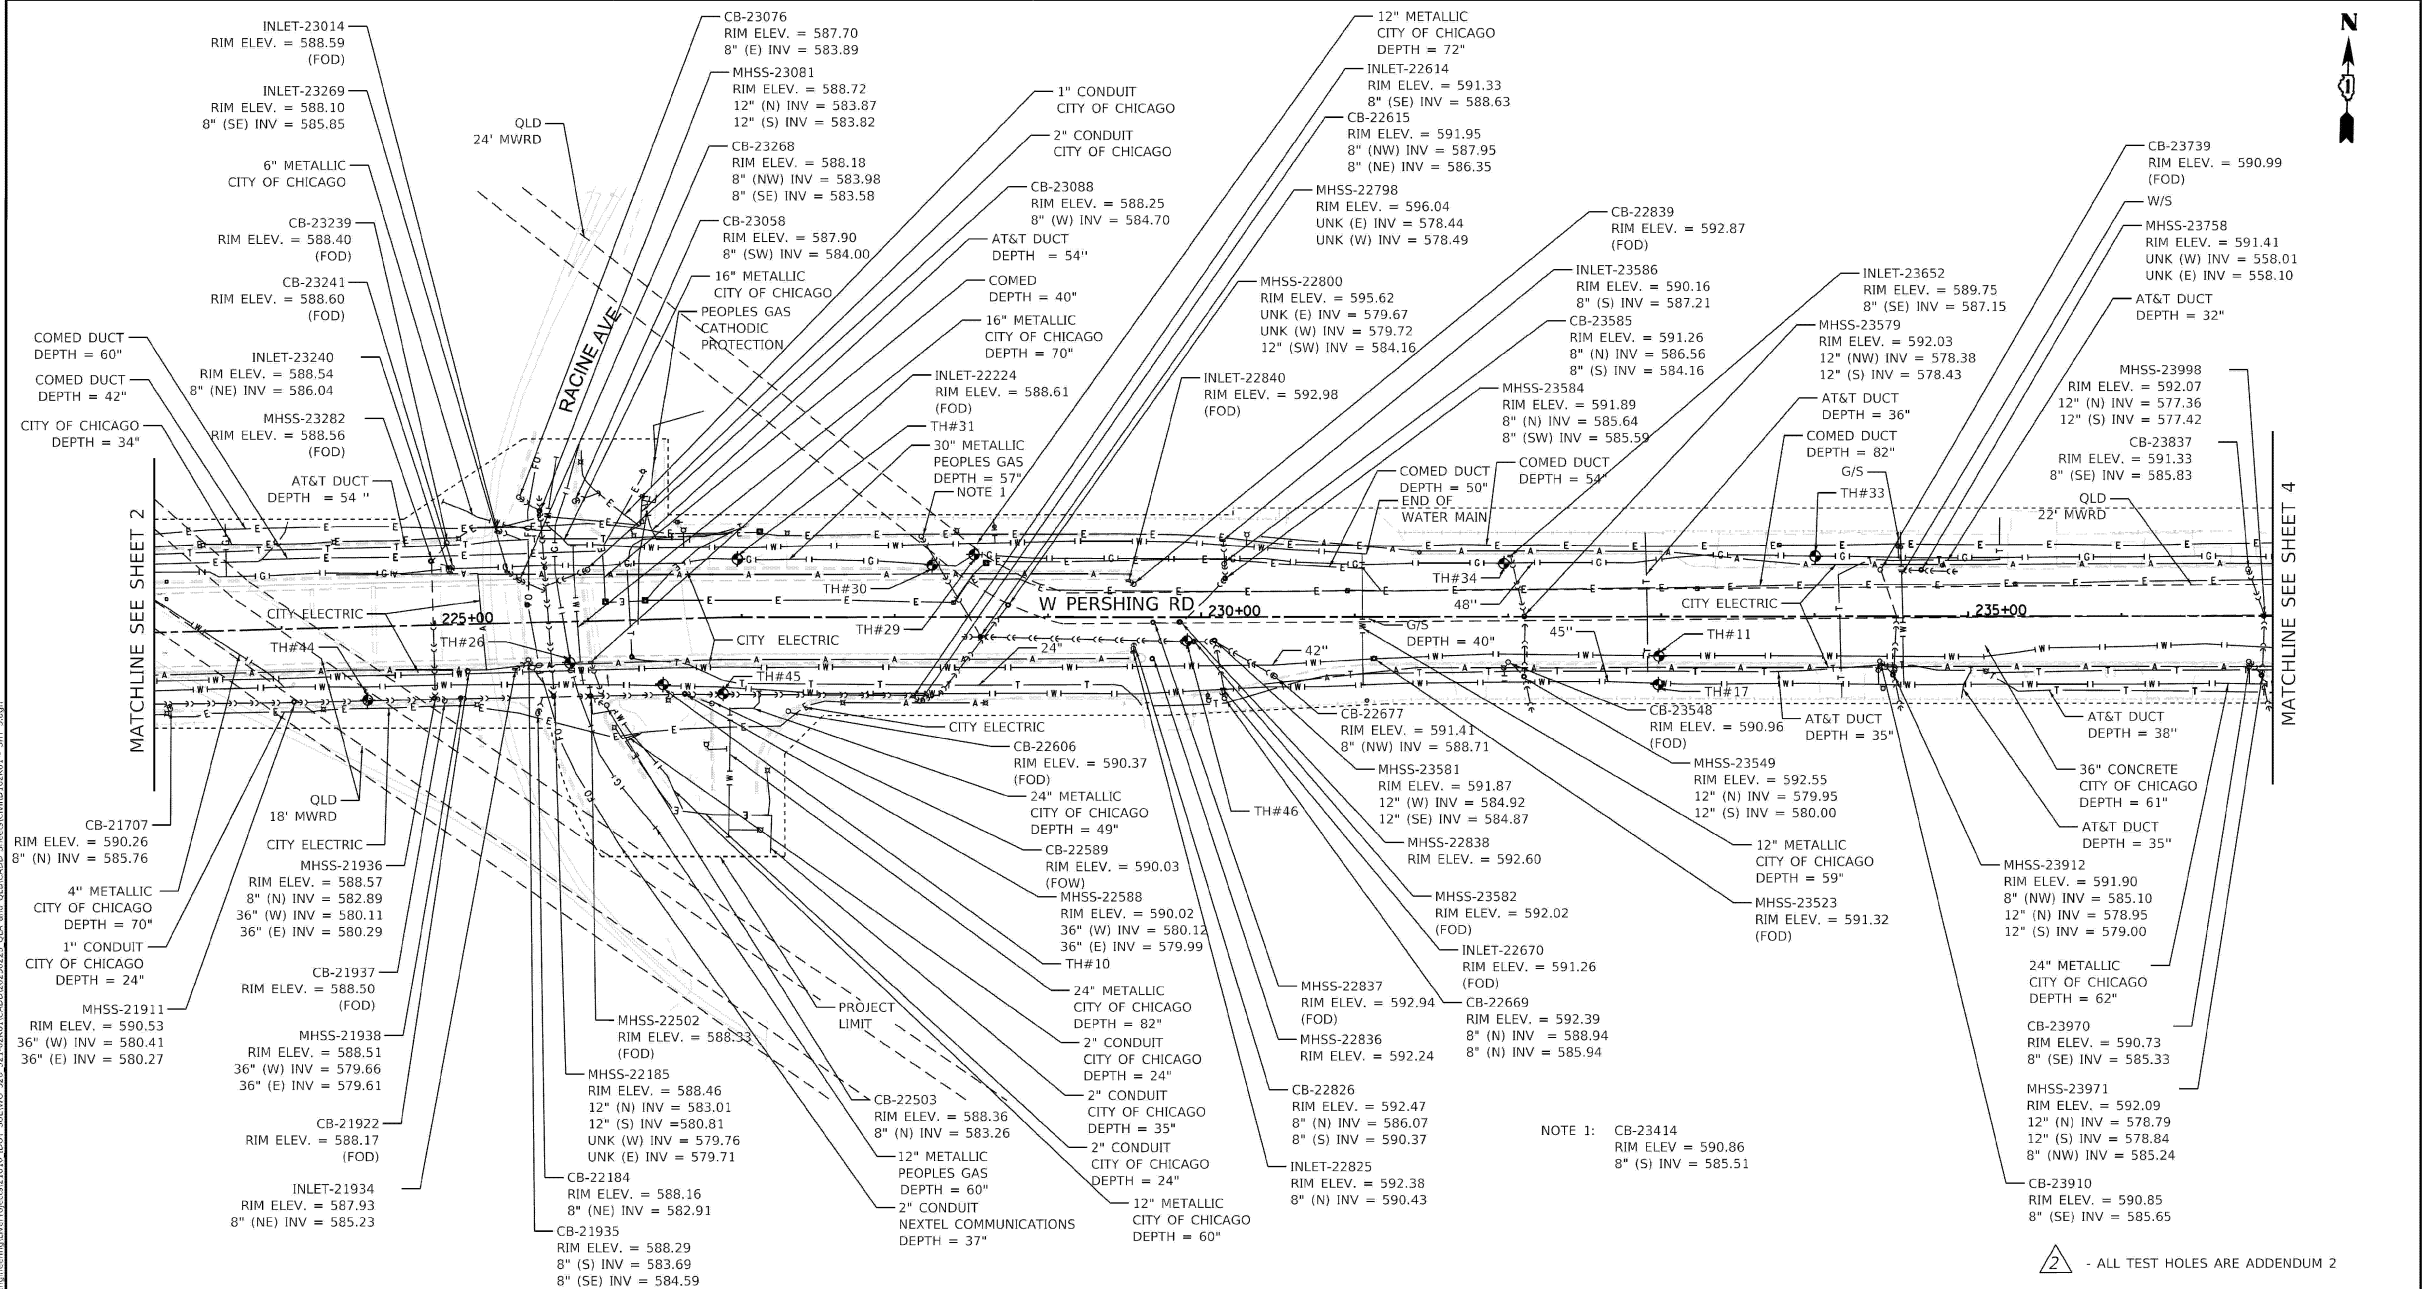 INLET-23014
RIM ELEV. = 588.59
(FOD)
INLET-23269
RIM ELEV. = 588.10
8" (SE) INV = 585.85
6" METALLIC
CITY OF CHICAGO
CB-23239
RIM ELEV. = 588.40
(FOD)
CB-23241
RIM ELEV. = 588.60
(FOD)
COMED DUCT
DEPTH = 60"
COMED DUCT
DEPTH = 42"
CITY OF CHICAGO
DEPTH = 34"
INLET-23240
RIM ELEV. = 588.54
8" (NE) INV = 586.04
MHSS-23282
RIM ELEV. = 588.56
(FOD)
AT&T DUCT
DEPTH = 54 "
QLD
24' MWRD
CB-23076
RIM ELEV. = 587.70
8" (E) INV = 583.89
MHSS-23081
RIM ELEV. = 588.72
12" (N) INV = 583.87
12" (S) INV = 583.82
CB-23268
RIM ELEV. = 588.18
8" (NW) INV = 583.98
8" (SE) INV = 583.58
CB-23058
RIM ELEV. = 587.90
8" (SW) INV = 584.00
16" METALLIC
CITY OF CHICAGO
PEOPLES GAS
CATHODIC
PROTECTION
RACINE AVE
1" CONDUIT
CITY OF CHICAGO
2" CONDUIT
CITY OF CHICAGO
CB-23088
RIM ELEV. = 588.25
8" (W) INV = 584.70
AT&T DUCT
DEPTH = 54''
COMED
DEPTH = 40"
16" METALLIC
CITY OF CHICAGO
DEPTH = 70"
INLET-22224
RIM ELEV. = 588.61
(FOD)
TH#31
30" METALLIC
PEOPLES GAS
DEPTH = 57"
NOTE 1
12" METALLIC
CITY OF CHICAGO
DEPTH = 72"
INLET-22614
RIM ELEV. = 591.33
8" (SE) INV = 588.63
CB-22615
RIM ELEV. = 591.95
8" (NW) INV = 587.95
8" (NE) INV = 586.35
MHSS-22798
RIM ELEV. = 596.04
UNK (E) INV = 578.44
UNK (W) INV = 578.49
MHSS-22800
RIM ELEV. = 595.62
UNK (E) INV = 579.67
UNK (W) INV = 579.72
12" (SW) INV = 584.16
INLET-22840
RIM ELEV. = 592.98
(FOD)
CB-22839
RIM ELEV. = 592.87
(FOD)
INLET-23586
RIM ELEV. = 590.16
8" (S) INV = 587.21
CB-23585
RIM ELEV. = 591.26
8" (N) INV = 586.56
8" (S) INV = 584.16
MHSS-23584
RIM ELEV. = 591.89
8" (N) INV = 585.64
8" (SW) INV = 585.59
COMED DUCT
DEPTH = 50"
COMED DUCT
DEPTH = 54"
END OF
WATER MAIN
INLET-23652
RIM ELEV. = 589.75
8" (SE) INV = 587.15
MHSS-23579
RIM ELEV. = 592.03
12" (NW) INV = 578.38
12" (S) INV = 578.43
AT&T DUCT
DEPTH = 36"
COMED DUCT
DEPTH = 82"
G/S
TH#33
CB-23739
RIM ELEV. = 590.99
(FOD)
W/S
MHSS-23758
RIM ELEV. = 591.41
UNK (W) INV = 558.01
UNK (E) INV = 558.10
AT&T DUCT
DEPTH = 32"
MHSS-23998
RIM ELEV. = 592.07
12" (N) INV = 577.36
12" (S) INV = 577.42
CB-23837
RIM ELEV. = 591.33
8" (SE) INV = 585.83
QLD
22' MWRD
N
MATCHLINE SEE SHEET 2
MATCHLINE SEE SHEET 4
CITY ELECTRIC
225+00
TH#44
TH#26
TH#30
TH#29
CITY ELECTRIC
TH#45
24"
W PERSHING RD
230+00
TH#34
48''
G/S
DEPTH = 40"
42''
45''
CITY ELECTRIC
TH#11
TH#17
235+00
CB-21707
RIM ELEV. = 590.26
8" (N) INV = 585.76
4" METALLIC
CITY OF CHICAGO
DEPTH = 70"
1" CONDUIT
CITY OF CHICAGO
DEPTH = 24"
MHSS-21911
RIM ELEV. = 590.53
36" (W) INV = 580.41
36" (E) INV = 580.27
QLD
18' MWRD
CITY ELECTRIC
MHSS-21936
RIM ELEV. = 588.57
8" (N) INV = 582.89
36" (W) INV = 580.11
36" (E) INV = 580.29
CB-21937
RIM ELEV. = 588.50
(FOD)
MHSS-21938
RIM ELEV. = 588.51
36" (W) INV = 579.66
36" (E) INV = 579.61
CB-21922
RIM ELEV. = 588.17
(FOD)
INLET-21934
RIM ELEV. = 587.93
8" (NE) INV = 585.23
MHSS-22502
RIM ELEV. = 588.33
(FOD)
MHSS-22185
RIM ELEV. = 588.46
12" (N) INV = 583.01
12" (S) INV =580.81
UNK (W) INV = 579.76
UNK (E) INV = 579.71
CB-22184
RIM ELEV. = 588.16
8" (NE) INV = 582.91
CB-21935
RIM ELEV. = 588.29
8" (S) INV = 583.69
8" (SE) INV = 584.59
PROJECT
LIMIT
CB-22503
RIM ELEV. = 588.36
8" (N) INV = 583.26
12" METALLIC
PEOPLES GAS
DEPTH = 60"
2" CONDUIT
NEXTEL COMMUNICATIONS
DEPTH = 37"
CITY ELECTRIC
CB-22606
RIM ELEV. = 590.37
(FOD)
24" METALLIC
CITY OF CHICAGO
DEPTH = 49"
CB-22589
RIM ELEV. = 590.03
(FOW)
MHSS-22588
RIM ELEV. = 590.02
36" (W) INV = 580.12
36" (E) INV = 579.99
TH#10
24" METALLIC
CITY OF CHICAGO
DEPTH = 82"
2" CONDUIT
CITY OF CHICAGO
DEPTH = 24"
2" CONDUIT
CITY OF CHICAGO
DEPTH = 35"
2" CONDUIT
CITY OF CHICAGO
DEPTH = 24"
12" METALLIC
CITY OF CHICAGO
DEPTH = 60"
TH#46
CB-22677
RIM ELEV. = 591.41
8" (NW) INV = 588.71
MHSS-23581
RIM ELEV. = 591.87
12" (W) INV = 584.92
12" (SE) INV = 584.87
MHSS-22838
RIM ELEV. = 592.60
MHSS-23582
RIM ELEV. = 592.02
(FOD)
INLET-22670
RIM ELEV. = 591.26
(FOD)
CB-22669
RIM ELEV. = 592.39
8" (N) INV = 588.94
8" (N) INV = 585.94
MHSS-22837
RIM ELEV. = 592.94
(FOD)
MHSS-22836
RIM ELEV. = 592.24
CB-22826
RIM ELEV. = 592.47
8" (N) INV = 586.07
8" (S) INV = 590.37
INLET-22825
RIM ELEV. = 592.38
8" (N) INV = 590.43
CB-23548
RIM ELEV. = 590.96
(FOD)
MHSS-23549
RIM ELEV. = 592.55
12" (N) INV = 579.95
12" (S) INV = 580.00
12" METALLIC
CITY OF CHICAGO
DEPTH = 59"
MHSS-23523
RIM ELEV. = 591.32
(FOD)
AT&T DUCT
DEPTH = 35"
AT&T DUCT
DEPTH = 38''
36" CONCRETE
CITY OF CHICAGO
DEPTH = 61"
AT&T DUCT
DEPTH = 35"
MHSS-23912
RIM ELEV. = 591.90
8" (NW) INV = 585.10
12" (N) INV = 578.95
12" (S) INV = 579.00
24" METALLIC
CITY OF CHICAGO
DEPTH = 62"
CB-23970
RIM ELEV. = 590.73
8" (SE) INV = 585.33
MHSS-23971
RIM ELEV. = 592.09
12" (N) INV = 578.79
12" (S) INV = 578.84
8" (NW) INV = 585.24
CB-23910
RIM ELEV. = 590.85
8" (SE) INV = 585.65
NOTE 1: CB-23414
RIM ELEV = 590.86
8" (S) INV = 585.51
2 - ALL TEST HOLES ARE ADDENDUM 2